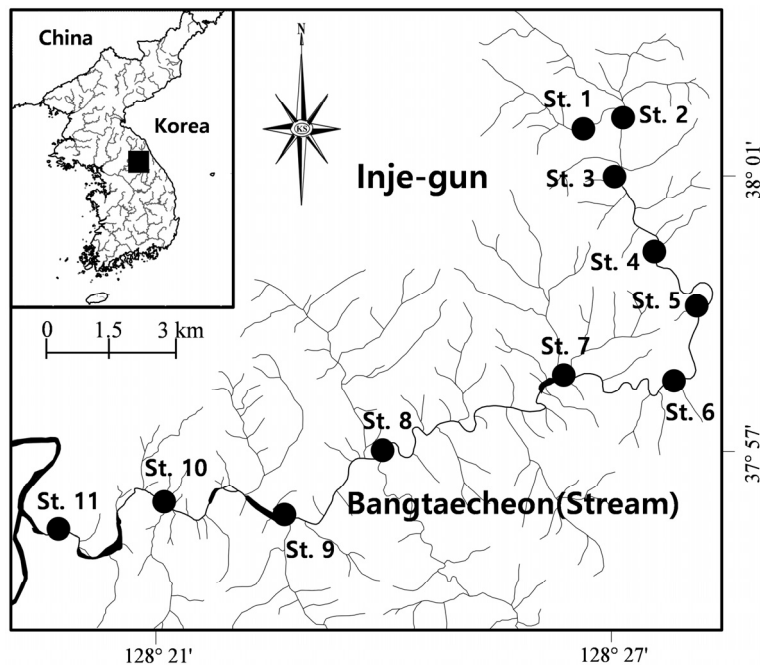 China
Korea
N
KS
Inje-gun
St. 1
St. 2
St. 3
38° 01'
St. 4
St. 5
0 1.5 3 km
St. 7
St. 6
St. 8
37° 57'
St. 10
Bangtaecheon(Stream)
St. 11
St. 9
128° 21'
128° 27'